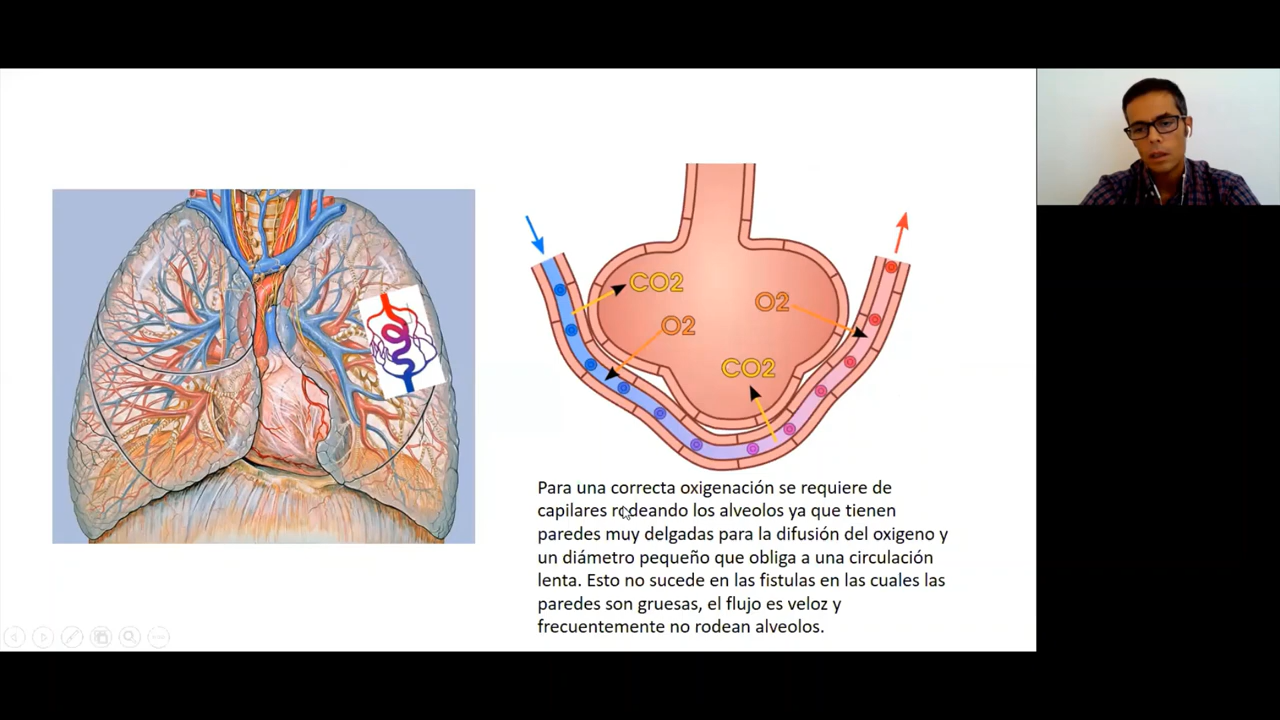 CO2
O2
O2
CO2
Para una correcta oxigenación se requiere de
capilares rodeando los alveolos ya que tienen
paredes muy delgadas para la difusión del oxigeno y
un diámetro pequeño que obliga a una circulación
lenta. Esto no sucede en las fistulas en las cuales las
paredes son gruesas, el flujo es veloz y
frecuentemente no rodean alveolos.